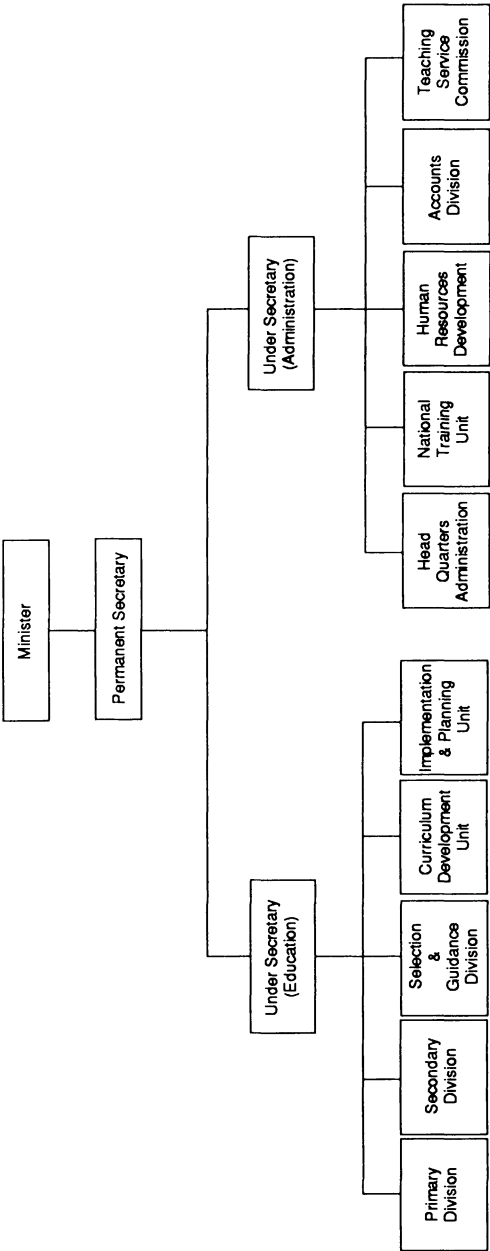 Minister
Permanent Secretary
Under Secretary
(Education)
Under Secretary
(Administration)
Primary
Division
Secondary
Division
Selection
&
Guidance
Division
Curriculum
Development
Unit
Implementation
& Planning
Unit
Head
Quarters
Administration
National
Training
Unit
Human
Resources
Development
Accounts
Division
Teaching
Service
Commission